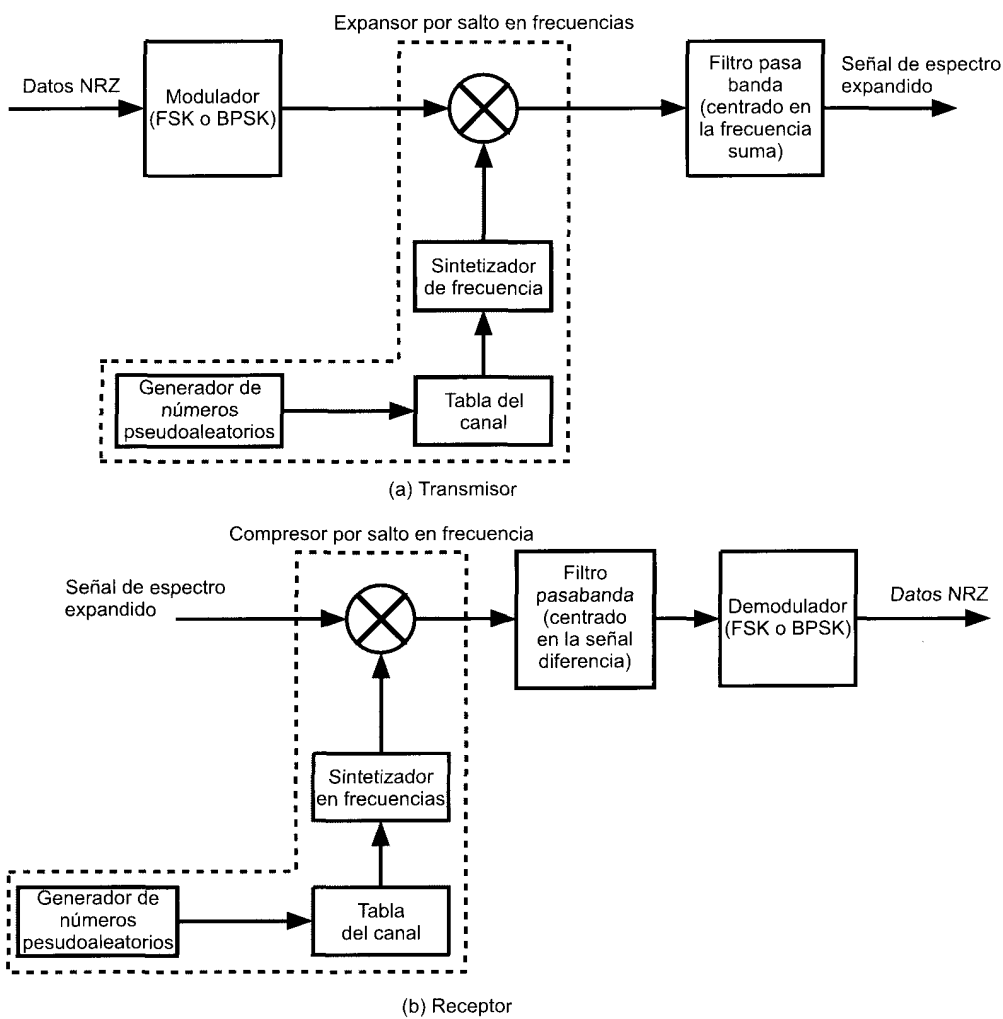 Expansor por salto en frecuencias
Datos NRZ
Modulador
(FSK o BPSK)
Filtro pasa
banda
(centrado en
la frecuencia
suma)
Señal de espectro
expandido
Sintetizador
de frecuencia
Generador de
números
pseudoaleatorios
Tabla del
canal
(a) Transmisor
Compresor por salto en frecuencia
Señal de espectro
expandido
Filtro
pasabanda
(centrado
en la señal
diferencia)
Demodulador
(FSK o BPSK)
Datos NRZ
Sintetizador
en frecuencias
Generador de
números
pesudoaleatorios
Tabla
del canal
(b) Receptor